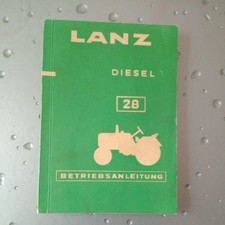 LANZ
DIESEL
28
BETRIEBSANLEITUNG